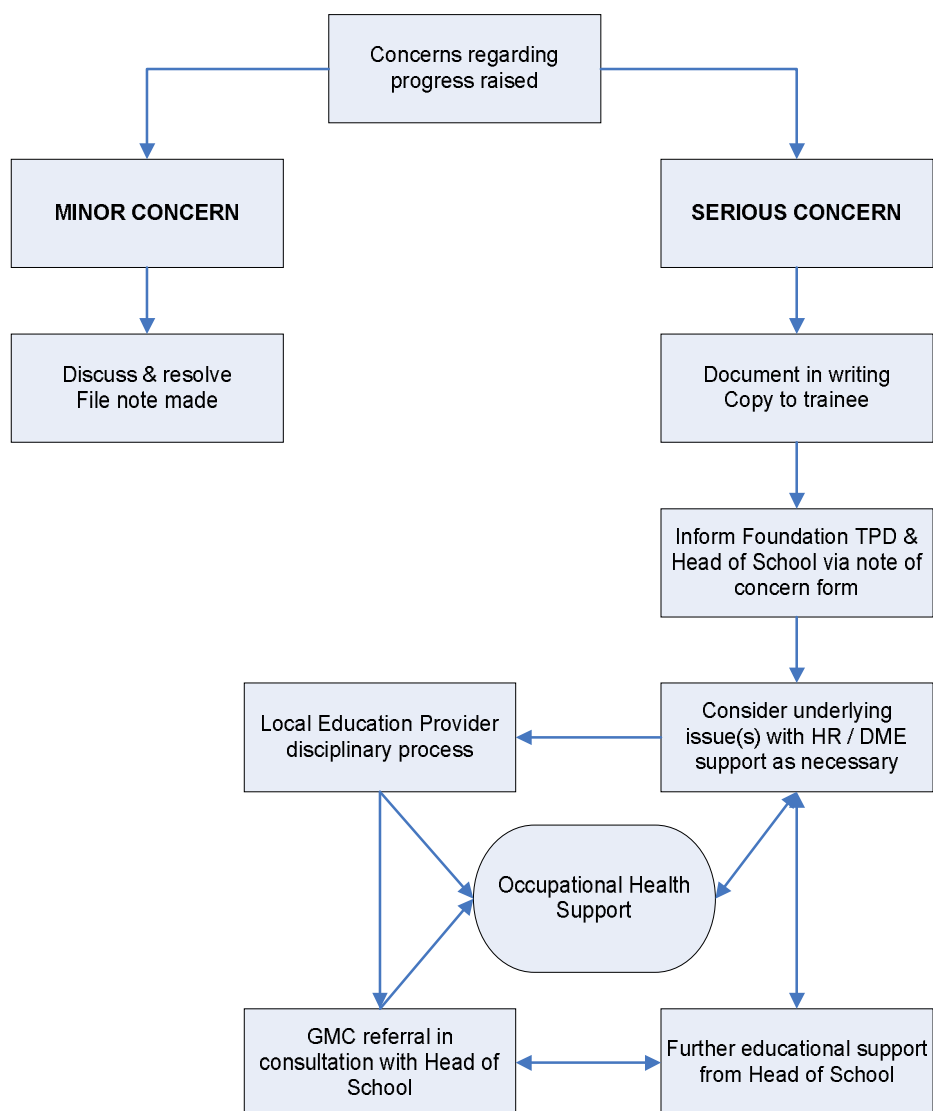 Concerns regarding
progress raised
MINOR CONCERN
SERIOUS CONCERN
Discuss & resolve
File note made
Document in writing
Copy to trainee
Inform Foundation TPD &
Head of School via note of
concern form
Local Education Provider
disciplinary process
Consider underlying
issue(s) with HR / DME
support as necessary
Occupational Health
Support
GMC referral in
consultation with Head of
School
Further educational support
from Head of School